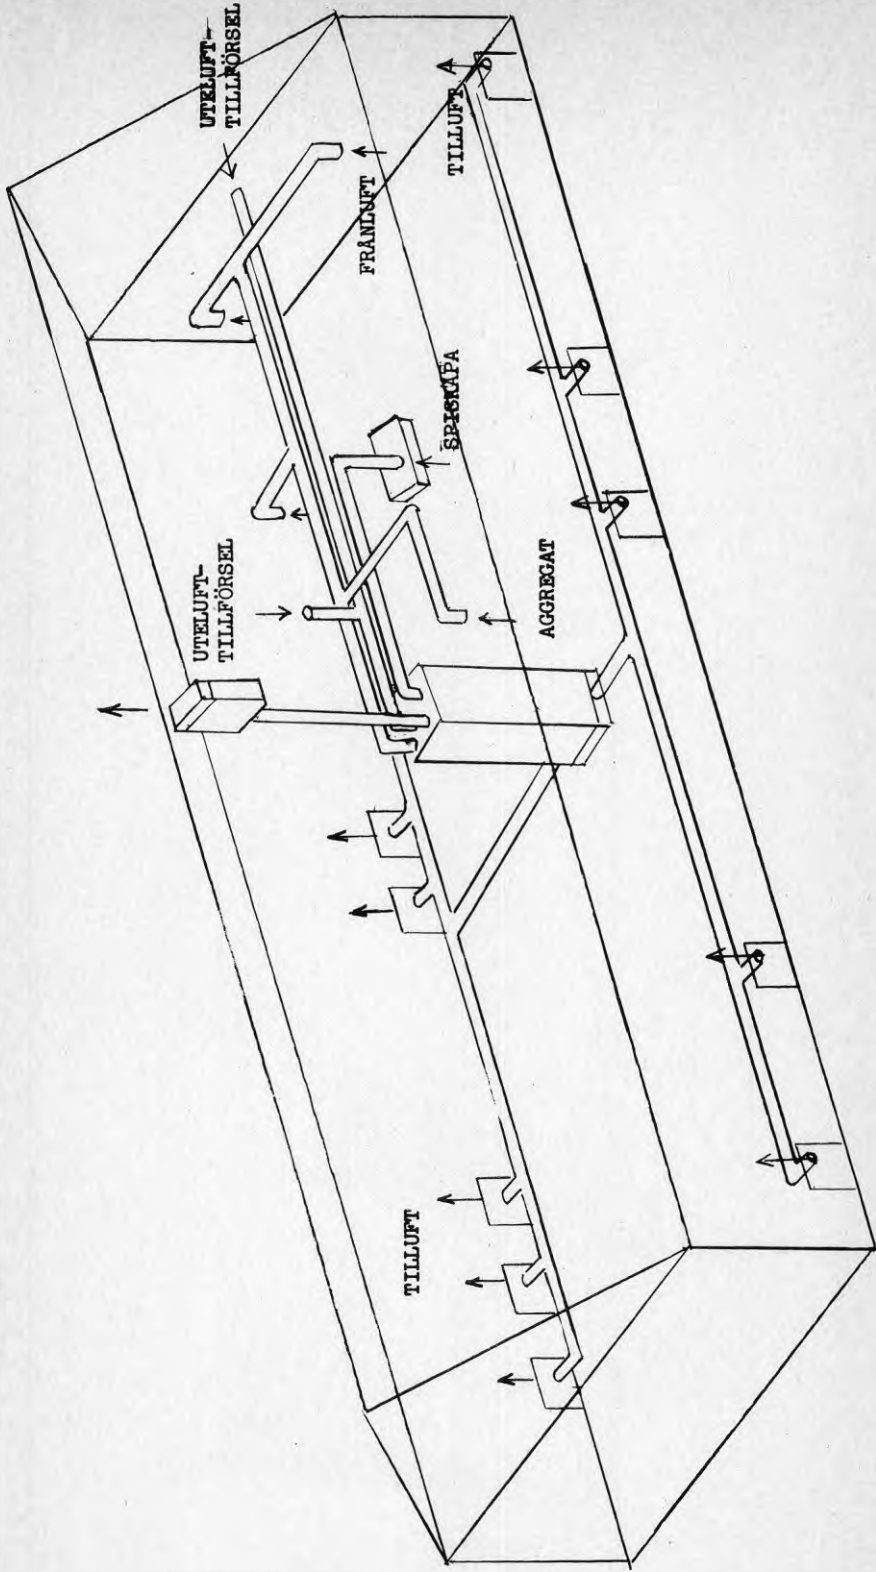 UTELUFT-
TILLFÖRSEL
FRÅNLUFT
TILLUFT
SPISKÅPA
UTELUFT-
TILLFÖRSEL
AGGREGAT
TILLUFT